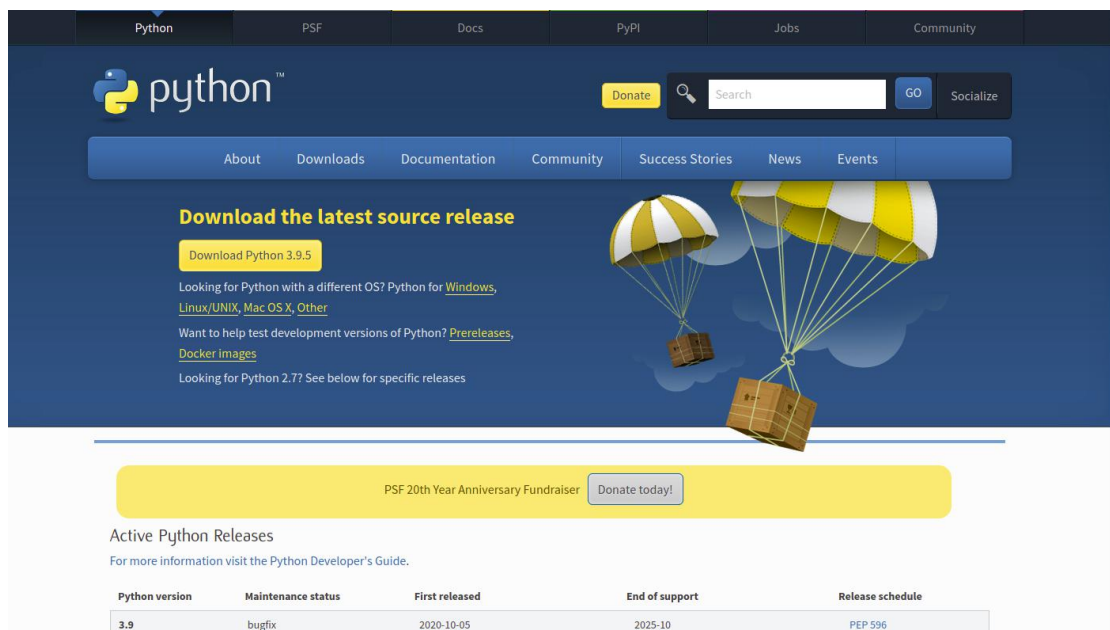 Python PSF Docs PyPI Jobs Community
python™
Donate Search GO Socialize
About Downloads Documentation Community Success Stories News Events
Download the latest source release
Download Python 3.9.5
Looking for Python with a different OS? Python for Windows,
Linux/UNIX, Mac OS X, Other
Want to help test development versions of Python? Prereleases,
Docker images
Looking for Python 2.7? See below for specific releases
PSF 20th Year Anniversary Fundraiser Donate today!
Active Python Releases
For more information visit the Python Developer's Guide.
Python version Maintenance status First released End of support Release schedule
3.9 bugfix 2020-10-05 2025-10 PEP 596